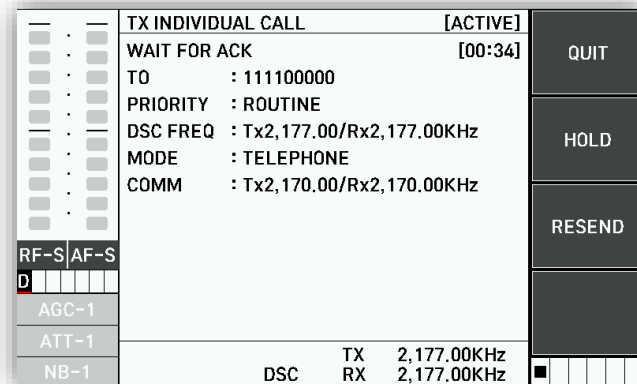 TX INDIVIDUAL CALL [ACTIVE]
WAIT FOR ACK [00:34]
TO : 111100000
PRIORITY : ROUTINE
DSC FREQ : Tx2,177.00/Rx2,177.00KHz
MODE : TELEPHONE
COMM : Tx2,170.00/Rx2,170.00KHz
QUIT
HOLD
RESEND
RF-S AF-S
D
AGC-1
ATT-1
NB-1
TX 2,177.00KHz
DSC RX 2,177.00KHz